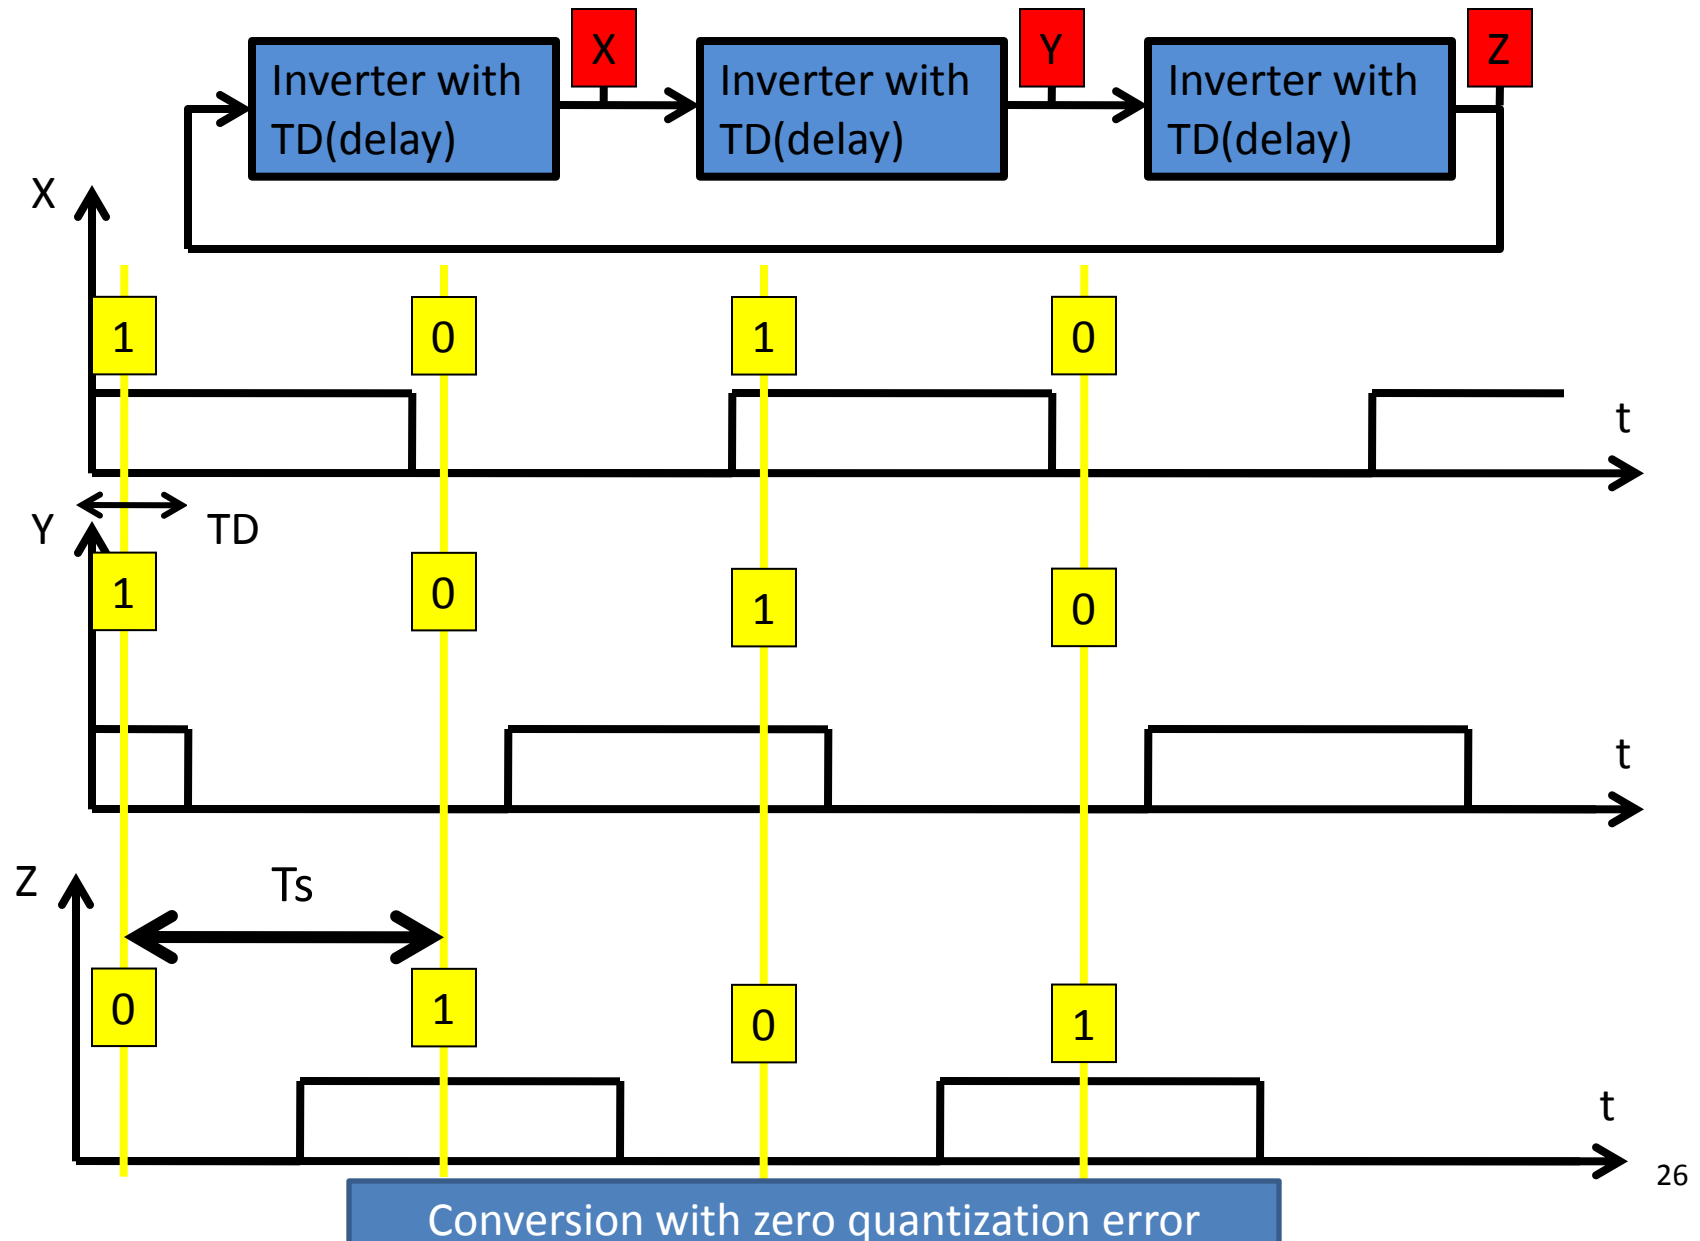 X
Y
Z
Inverter with
TD(delay)
Inverter with
TD(delay)
Inverter with
TD(delay)
X
1
0
1
0
t
TD
Y
1
0
1
0
t
Z
Ts
0
1
0
1
t
26
Conversion with zero quantization error